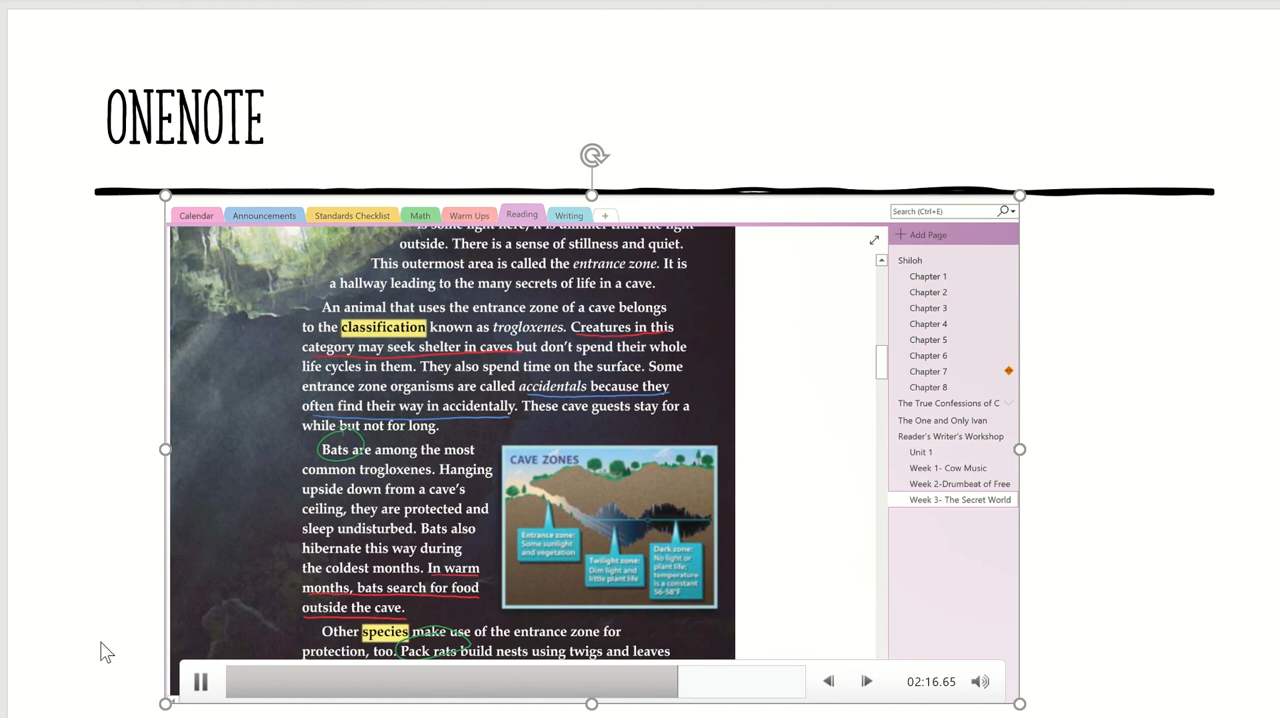 ONENOTE
Calendar
Announcements
Standards Checklist
Math
Warm Ups
Reading
Writing
+
Search (Ctrl+E)
Add Page
is some light here, it is dimmer than the light
outside. There is a sense of stillness and quiet.
This outermost area is called the entrance zone. It is
a hallway leading to the many secrets of life in a cave.
An animal that uses the entrance zone of a cave belongs
to the classification known as trogloxenes. Creatures in this
category may seek shelter in caves but don't spend their whole
life cycles in them. They also spend time on the surface. Some
entrance zone organisms are called accidentals because they
often find their way in accidentally. These cave guests stay for a
while but not for long.
Bats are among the most
common trogloxenes. Hanging
upside down from a cave's
ceiling, they are protected and
sleep undisturbed. Bats also
hibernate this way during
the coldest months. In warm
months, bats search for food
outside the cave.
Other species make use of the entrance zone for
protection, too. Pack rats build nests using twigs and leaves
CAVE ZONES
Entrance zone:
Some sunlight
and vegetation
Twilight zone:
Dim light and
little plant life
Dark zone:
No light or
plant life;
temperature
is a constant
56-58°F
Shiloh
Chapter 1
Chapter 2
Chapter 3
Chapter 4
Chapter 5
Chapter 6
Chapter 7
Chapter 8
The True Confessions of C
The One and Only Ivan
Reader's Writer's Workshop
Unit 1
Week 1- Cow Music
Week 2-Drumbeat of Free
Week 3- The Secret World
02:16.65